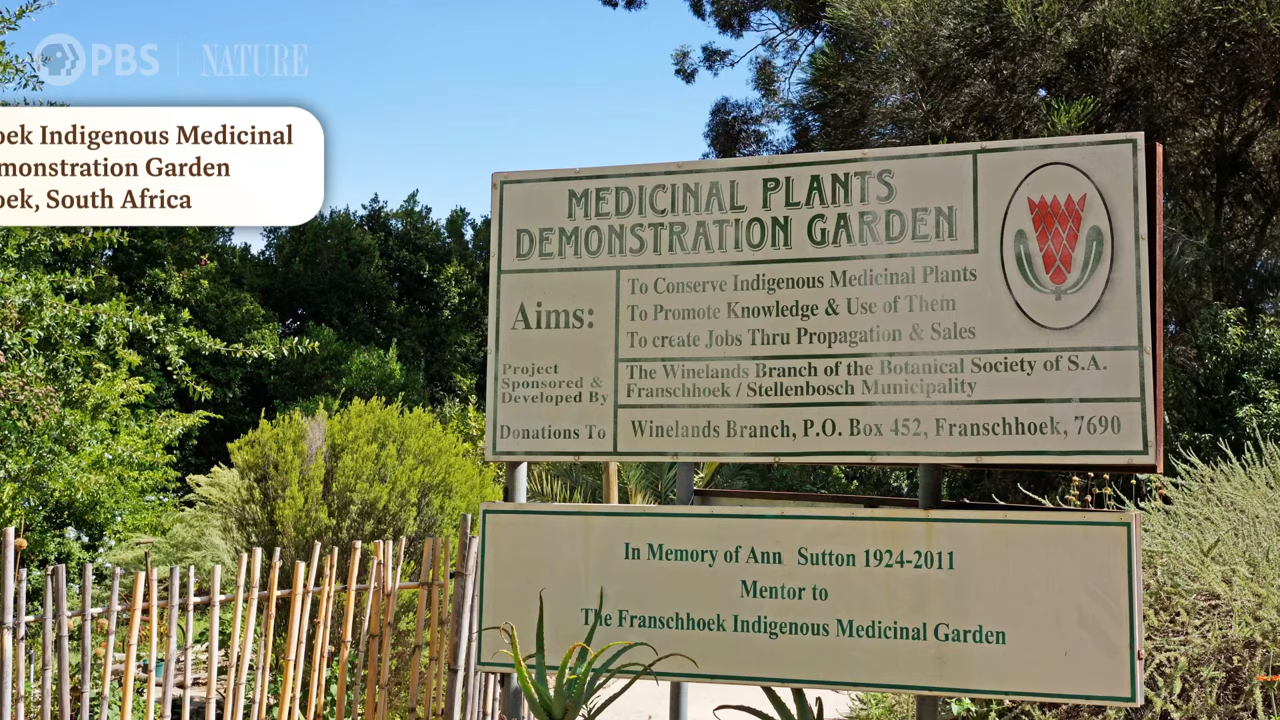 PBS | NATURE
oek Indigenous Medicinal
monstration Garden
oek, South Africa
MEDICINAL PLANTS
DEMONSTRATION GARDEN
Aims:
To Conserve Indigenous Medicinal Plants
To Promote Knowledge & Use of Them
To create Jobs Thru Propagation & Sales
Project
Sponsored &
Developed By
The Winelands Branch of the Botanical Society of S.A.
Franschhoek / Stellenbosch Municipality
Donations To
Winelands Branch, P.O. Box 452, Franschhoek, 7690
In Memory of Ann Sutton 1924-2011
Mentor to
The Franschhoek Indigenous Medicinal Garden